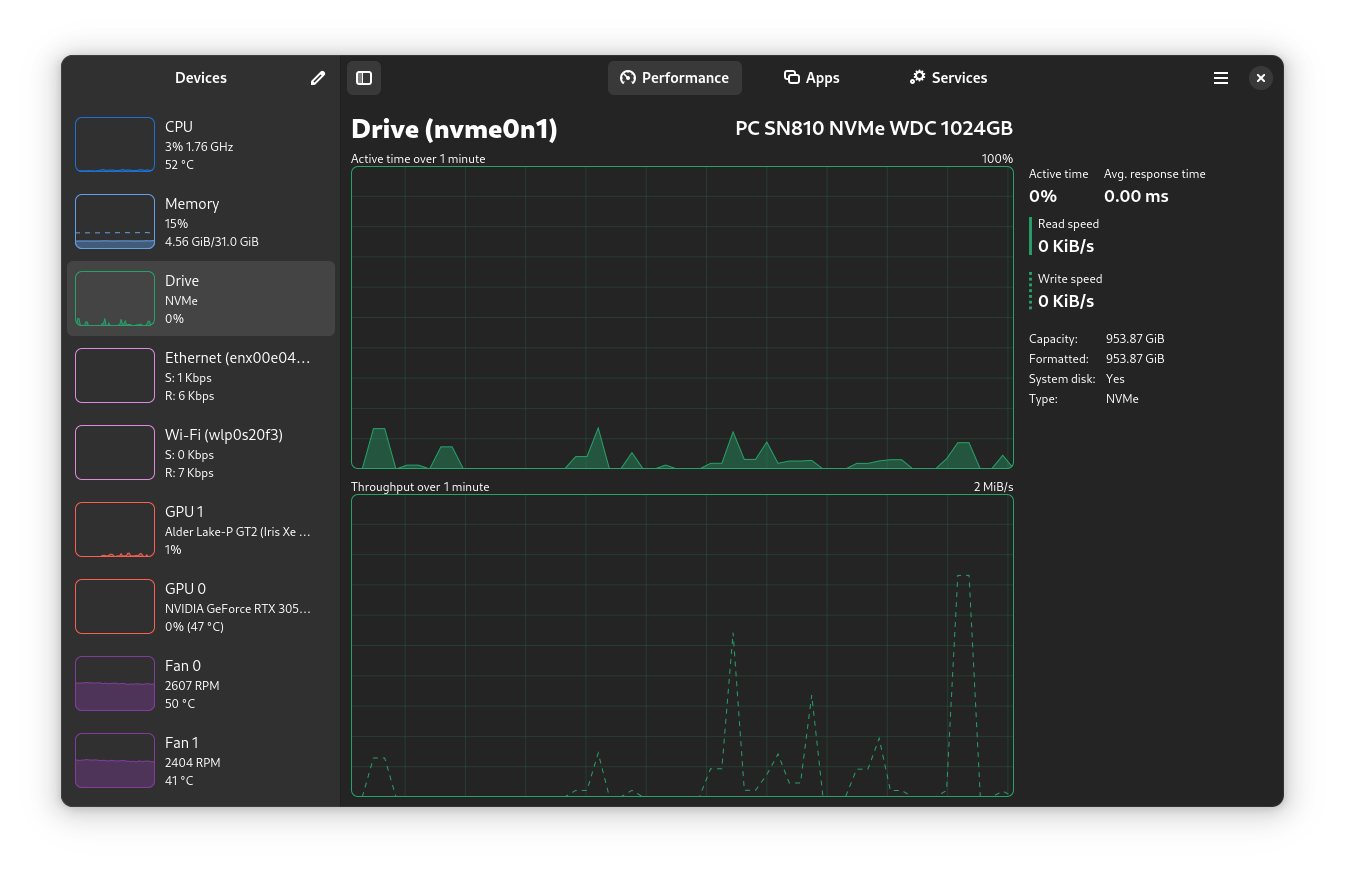 Devices
Performance
Apps
Services
CPU
3% 1.76 GHz
52 °C
Memory
15%
4.56 GiB/31.0 GiB
Drive
NVMe
0%
Ethernet (enx00e04...
S: 1 Kbps
R: 6 Kbps
Wi-Fi (wlp0s20f3)
S: 0 Kbps
R: 7 Kbps
GPU 1
Alder Lake-P GT2 (Iris Xe ...
1%
GPU 0
NVIDIA GeForce RTX 305...
0% (47 °C)
Fan 0
2607 RPM
50 °C
Fan 1
2404 RPM
41 °C
Drive (nvme0n1)
PC SN810 NVMe WDC 1024GB
Active time over 1 minute
100%
Throughput over 1 minute
2 MiB/s
Active time
Avg. response time
0%
0.00 ms
Read speed
0 KiB/s
Write speed
0 KiB/s
Capacity: 953.87 GiB
Formatted: 953.87 GiB
System disk: Yes
Type: NVMe